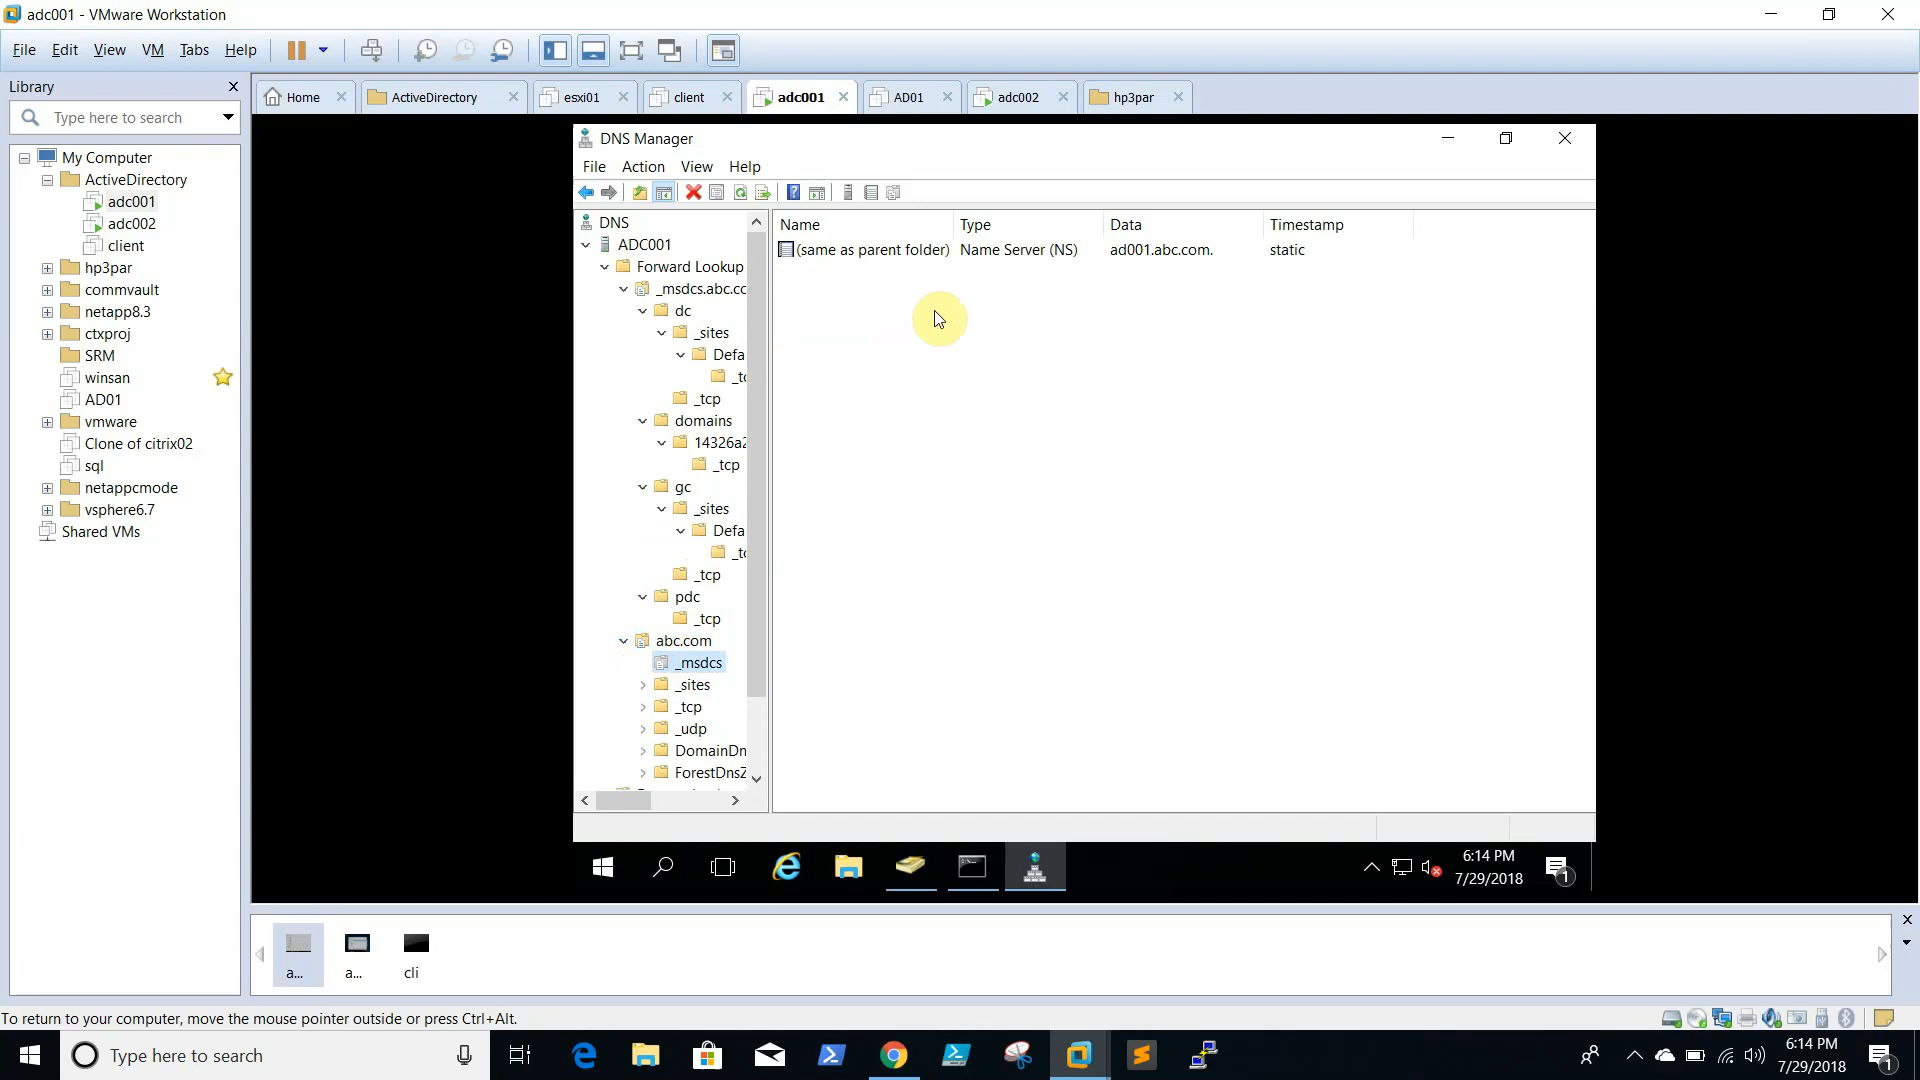 adc001 - VMware Workstation
File Edit View VM Tabs Help
Library
Type here to search
My Computer
ActiveDirectory
adc001
adc002
client
hp3par
commvault
netapp8.3
ctxproj
SRM
winsan
AD01
vmware
Clone of citrix02
sql
netappcmode
vsphere6.7
Shared VMs
Home ActiveDirectory esxi01 client adc001 AD01 adc002 hp3par
DNS Manager
File Action View Help
DNS
ADC001
Forward Lookup
_msdcs.abc.cc
dc
_sites
Defa
_tc
_tcp
domains
14326a2
_tcp
gc
_sites
Defa
_tc
_tcp
pdc
_tcp
abc.com
_msdcs
_sites
_tcp
_udp
DomainDn
ForestDnsZ
Name Type Data Timestamp
(same as parent folder) Name Server (NS) ad001.abc.com. static
6:14 PM
7/29/2018
1
a...
a...
cli
To return to your computer, move the mouse pointer outside or press Ctrl+Alt.
Type here to search
6:14 PM
7/29/2018
1